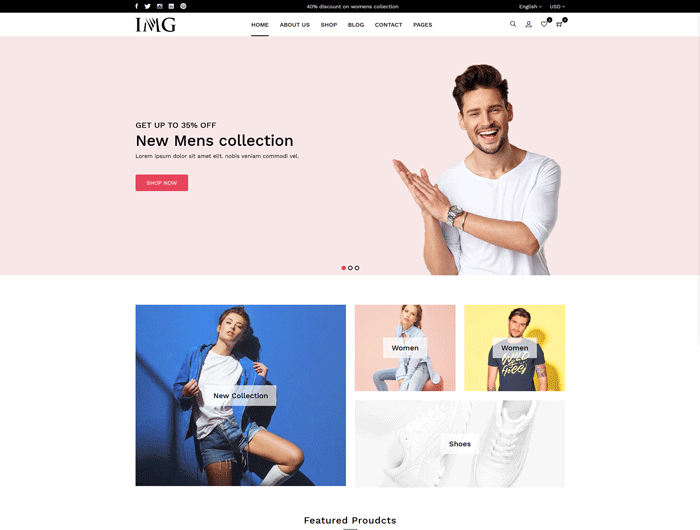 40% discount on womens collection
English
USD
IMG
HOME
ABOUT US
SHOP
BLOG
CONTACT
PAGES
0
0
GET UP TO 35% OFF
New Mens collection
Lorem ipsum dolor sit amet elit. nobis veniam commodi vel.
SHOP NOW
New Collection
Women
Women
Shoes
Featured Proudcts